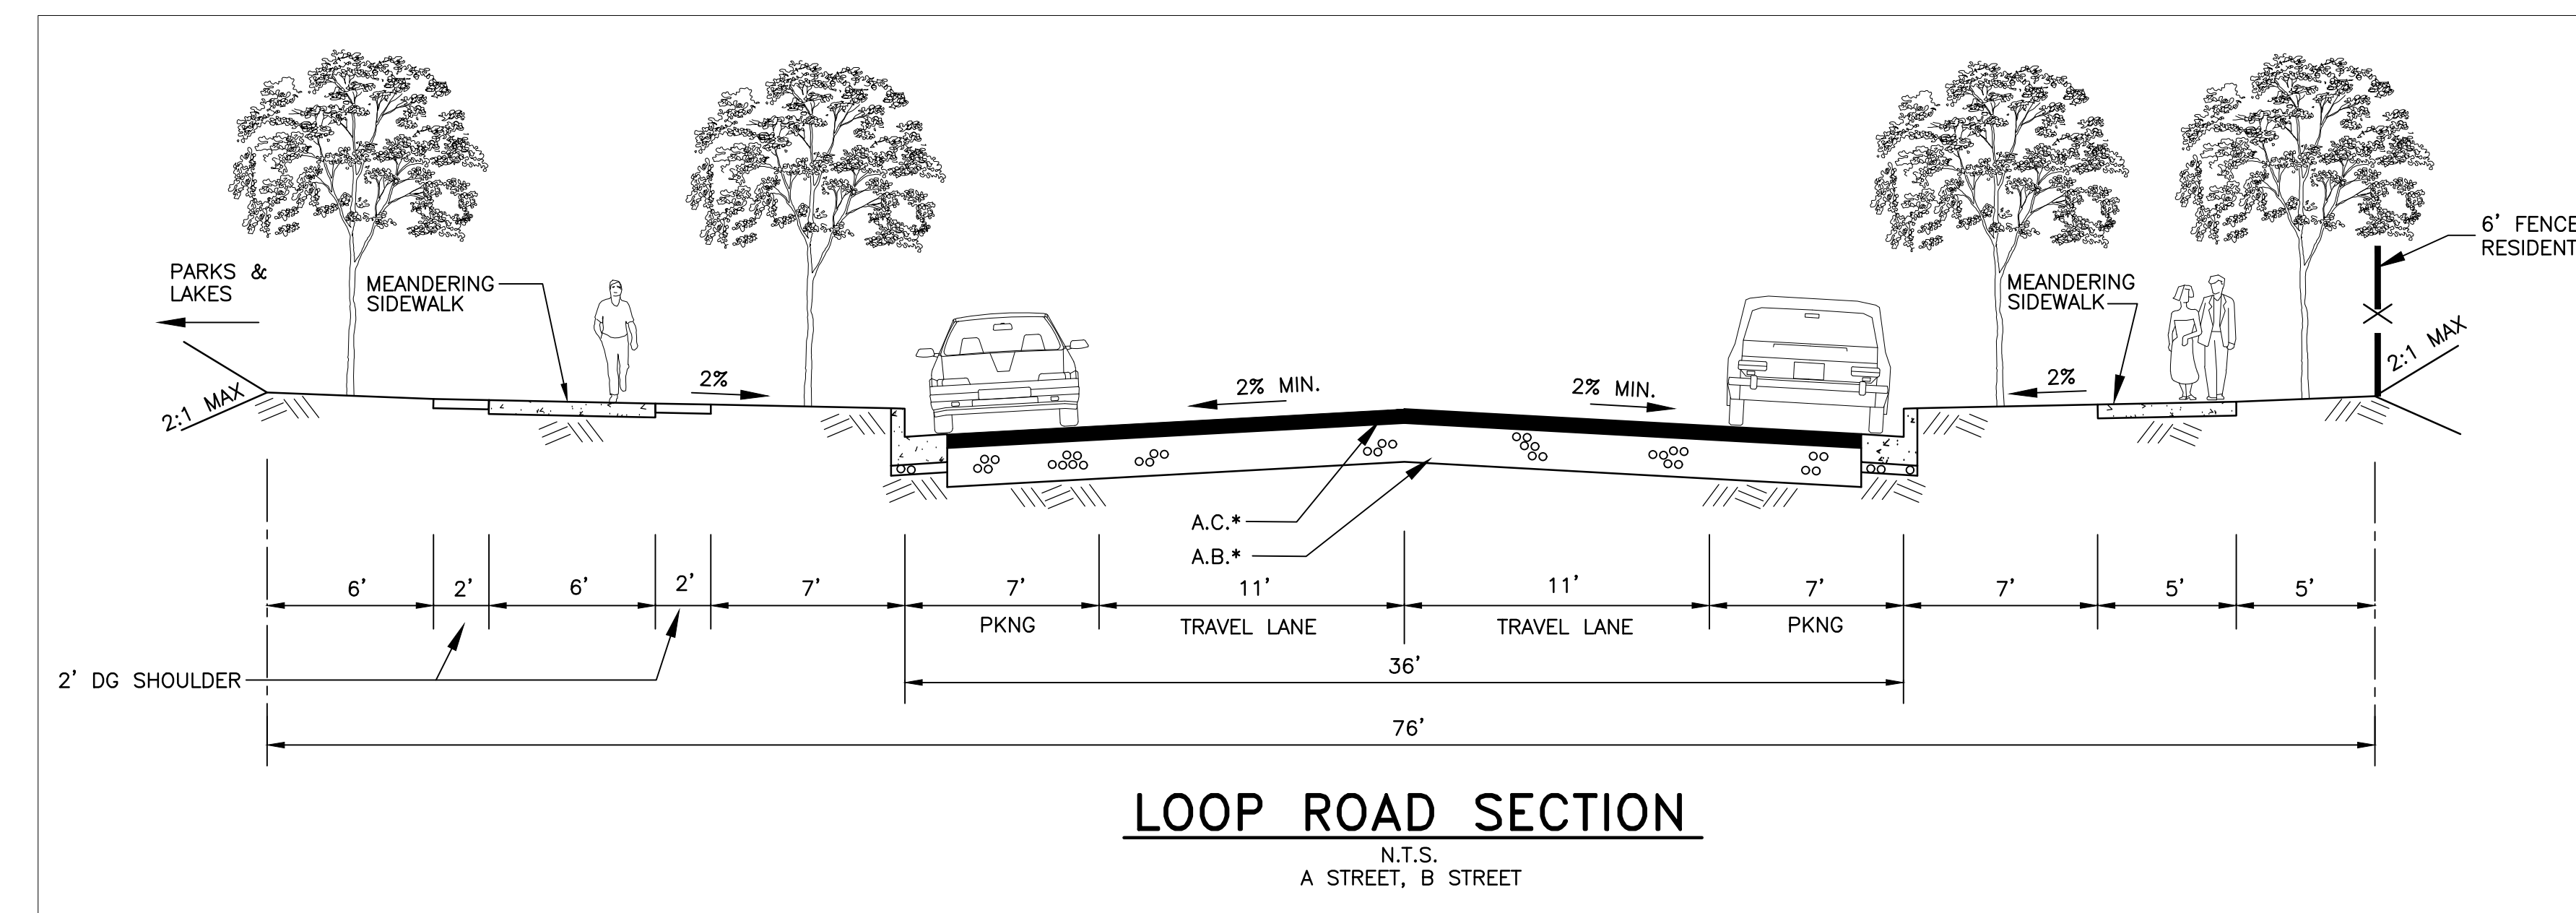 PARKS &
LAKES
MEANDERING
SIDEWALK
2:1 MAX
2%
2% MIN.
2% MIN.
MEANDERING
SIDEWALK
2%
6' FENCE
RESIDENT
2:1 MAX
A.C.*
A.B.*
6'
2'
6'
2'
7'
7'
11'
11'
7'
7'
5'
5'
PKNG
TRAVEL LANE
TRAVEL LANE
PKNG
2' DG SHOULDER
36'
76'
LOOP ROAD SECTION
N.T.S.
A STREET, B STREET